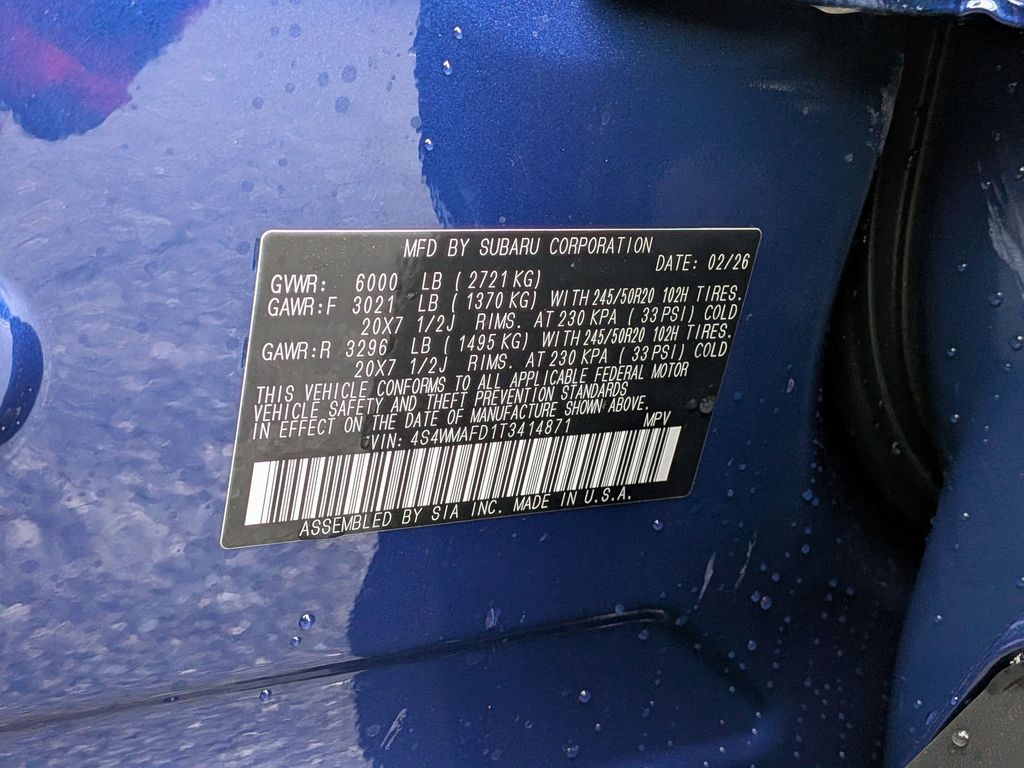 MFD BY SUBARU CORPORATION
DATE: 02/26
GVWR: 6000 LB (2721 KG)
GAWR:F 3021 LB (1370 KG) WITH 245/50R20 102H TIRES.
20X7 1/2J RIMS. AT 230 KPA (33 PSI) COLD
GAWR:R 3296 LB (1495 KG) WITH 245/50R20 102H TIRES.
20X7 1/2J RIMS. AT 230 KPA (33 PSI) COLD
THIS VEHICLE CONFORMS TO ALL APPLICABLE FEDERAL MOTOR
VEHICLE SAFETY AND THEFT PREVENTION STANDARDS
IN EFFECT ON THE DATE OF MANUFACTURE SHOWN ABOVE.
VIN: 4S4WMAFD1T3414871 MPV
ASSEMBLED BY SIA INC. MADE IN U.S.A.